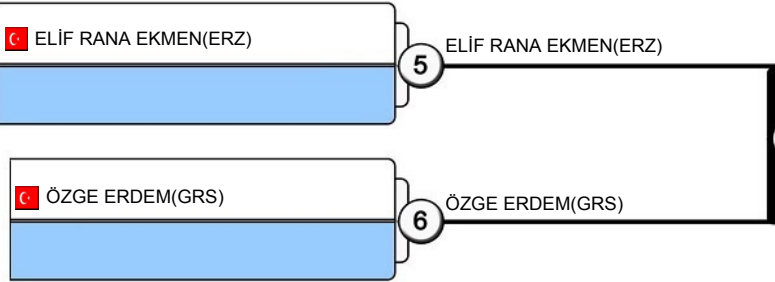 ELİF RANA EKMEN(ERZ)
5
ELİF RANA EKMEN(ERZ)
ÖZGE ERDEM(GRS)
6
ÖZGE ERDEM(GRS)